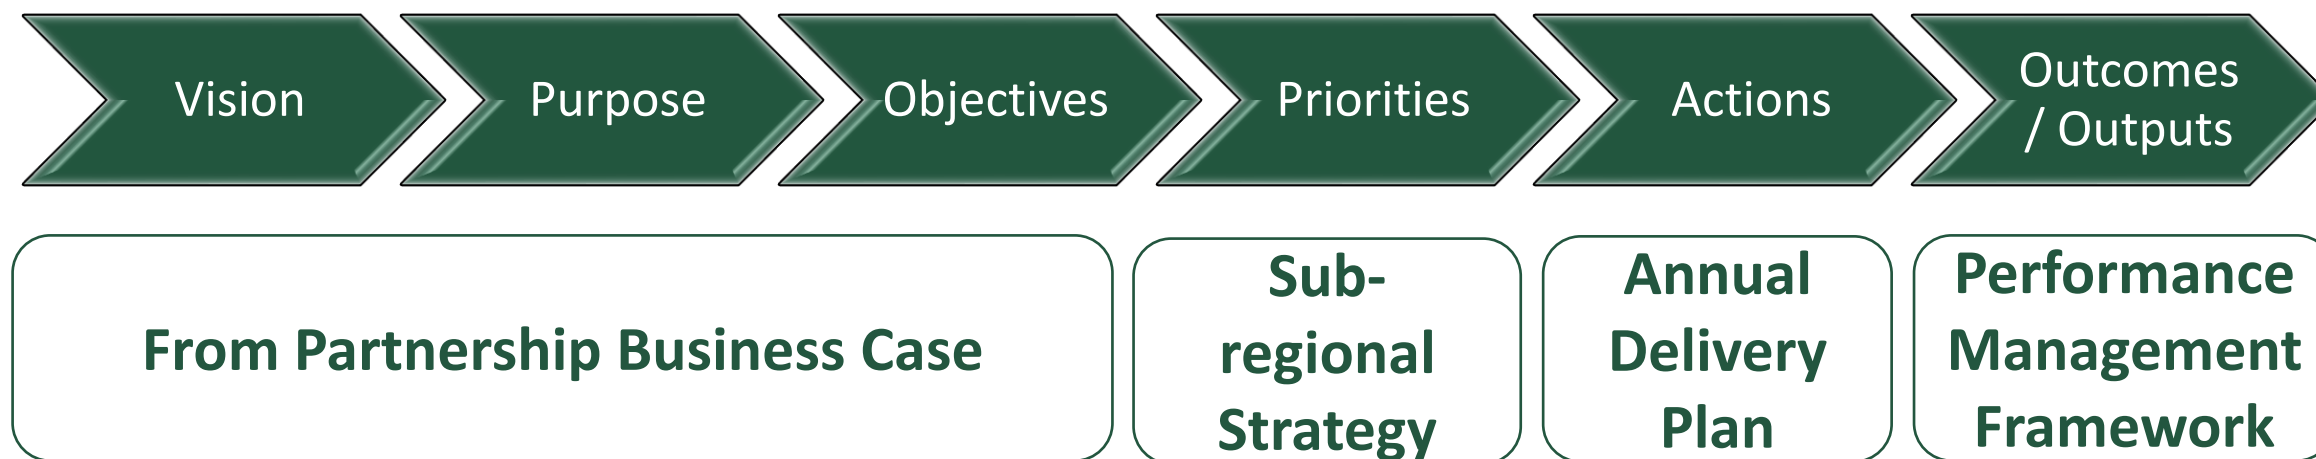 Vision
Purpose
Objectives
Priorities
Actions
Outcomes
/ Outputs
From Partnership Business Case
Sub-
regional
Strategy
Annual
Delivery
Plan
Performance
Management
Framework